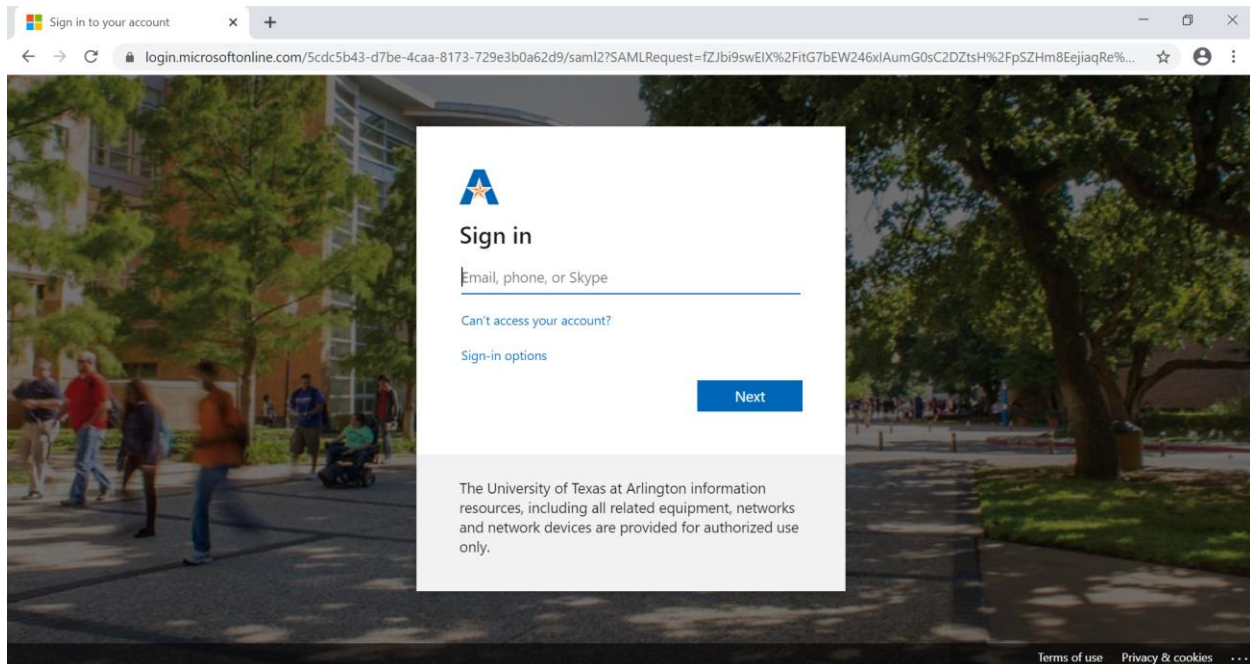 Sign in to your account
login.microsoftonline.com/5cdc5b43-d7be-4caa-8173-729e3b0a62d9/saml2?SAMLRequest=fZJbi9swEIX%2FitG7bEW246xIAumG0sC2DZtsH%2FpSZHm8EejiaqRe%...
Sign in
Email, phone, or Skype
Can't access your account?
Sign-in options
Next
The University of Texas at Arlington information
resources, including all related equipment, networks
and network devices are provided for authorized use
only.
Terms of use Privacy & cookies ...